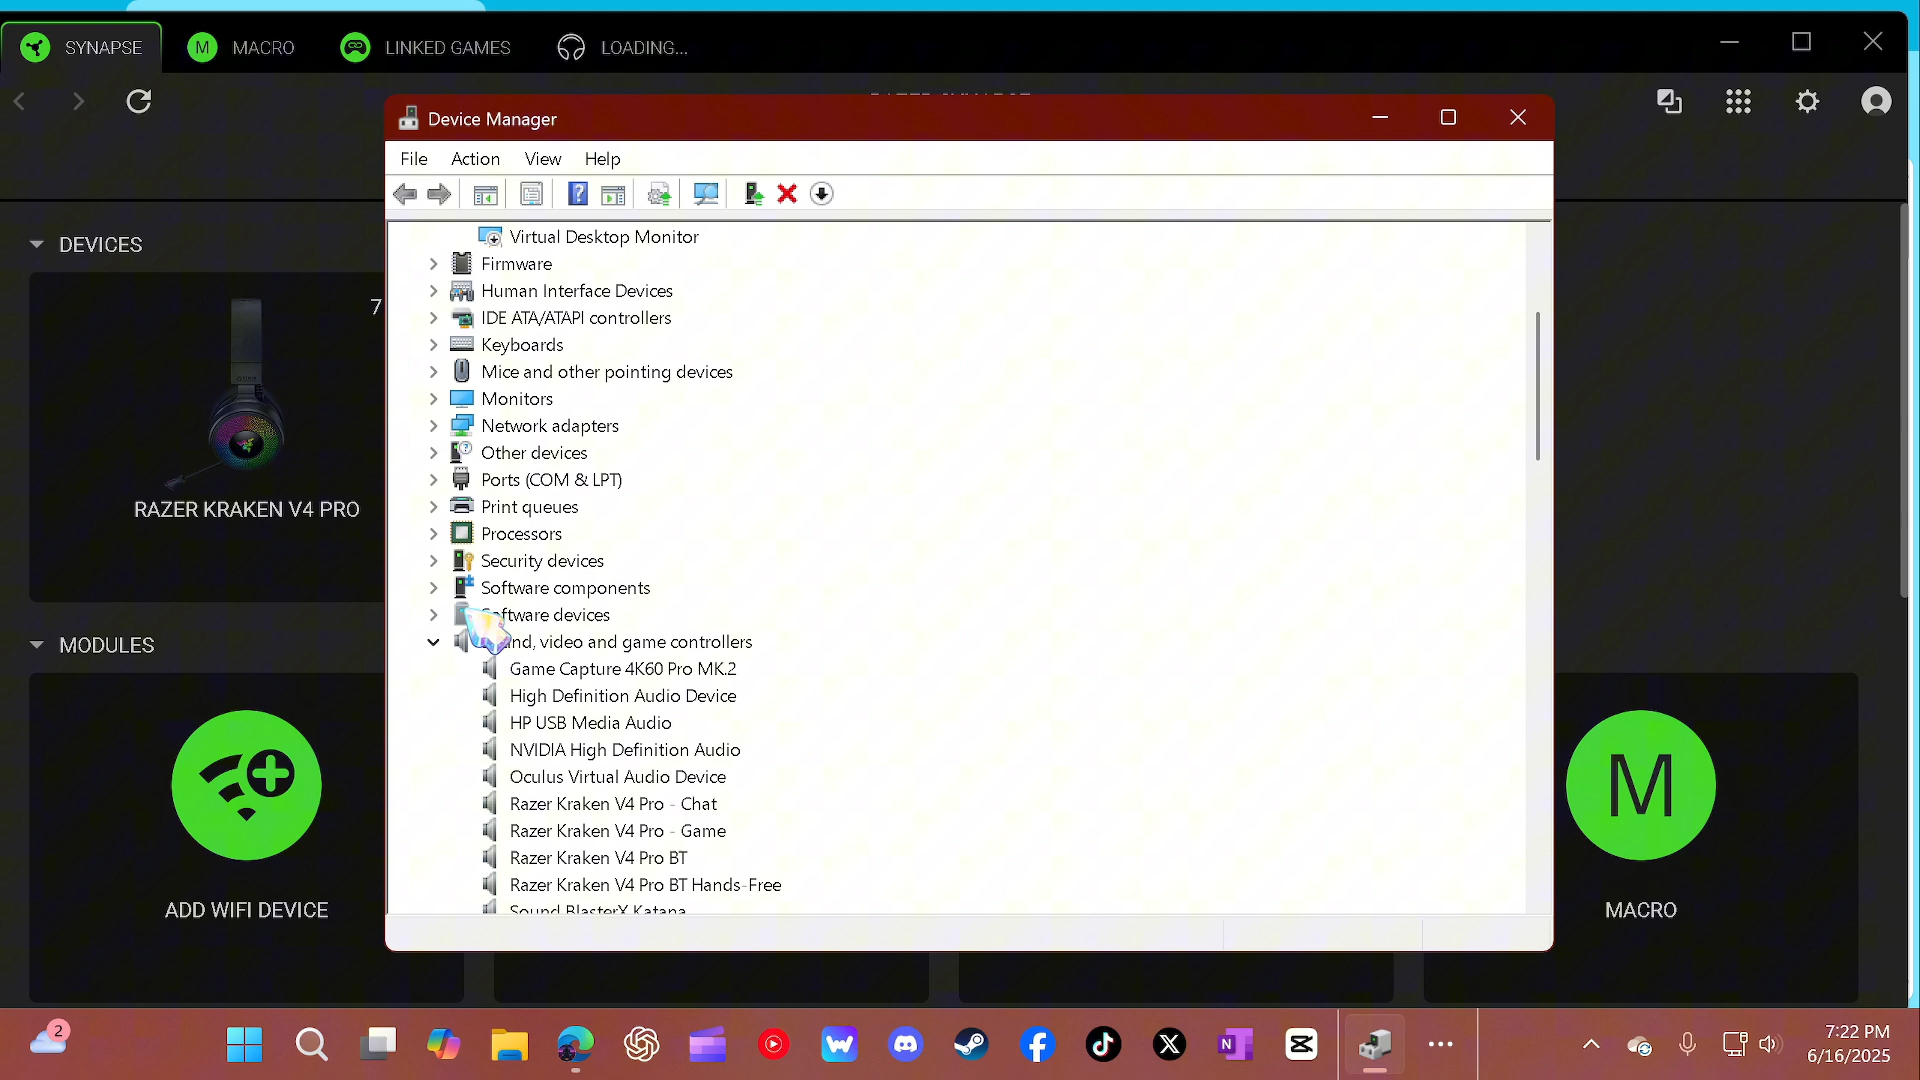 SYNAPSE
MACRO
LINKED GAMES
LOADING...
Device Manager
File Action View Help
DEVICES
7
RAZER KRAKEN V4 PRO
MODULES
ADD WIFI DEVICE
MACRO
M
Virtual Desktop Monitor
Firmware
Human Interface Devices
IDE ATA/ATAPI controllers
Keyboards
Mice and other pointing devices
Monitors
Network adapters
Other devices
Ports (COM & LPT)
Print queues
Processors
Security devices
Software components
Software devices
video and game controllers
Game Capture 4K60 Pro MK.2
High Definition Audio Device
HP USB Media Audio
NVIDIA High Definition Audio
Oculus Virtual Audio Device
Razer Kraken V4 Pro - Chat
Razer Kraken V4 Pro - Game
Razer Kraken V4 Pro BT
Razer Kraken V4 Pro BT Hands-Free
Sound BlasterX Katana
2
7:22 PM
6/16/2025